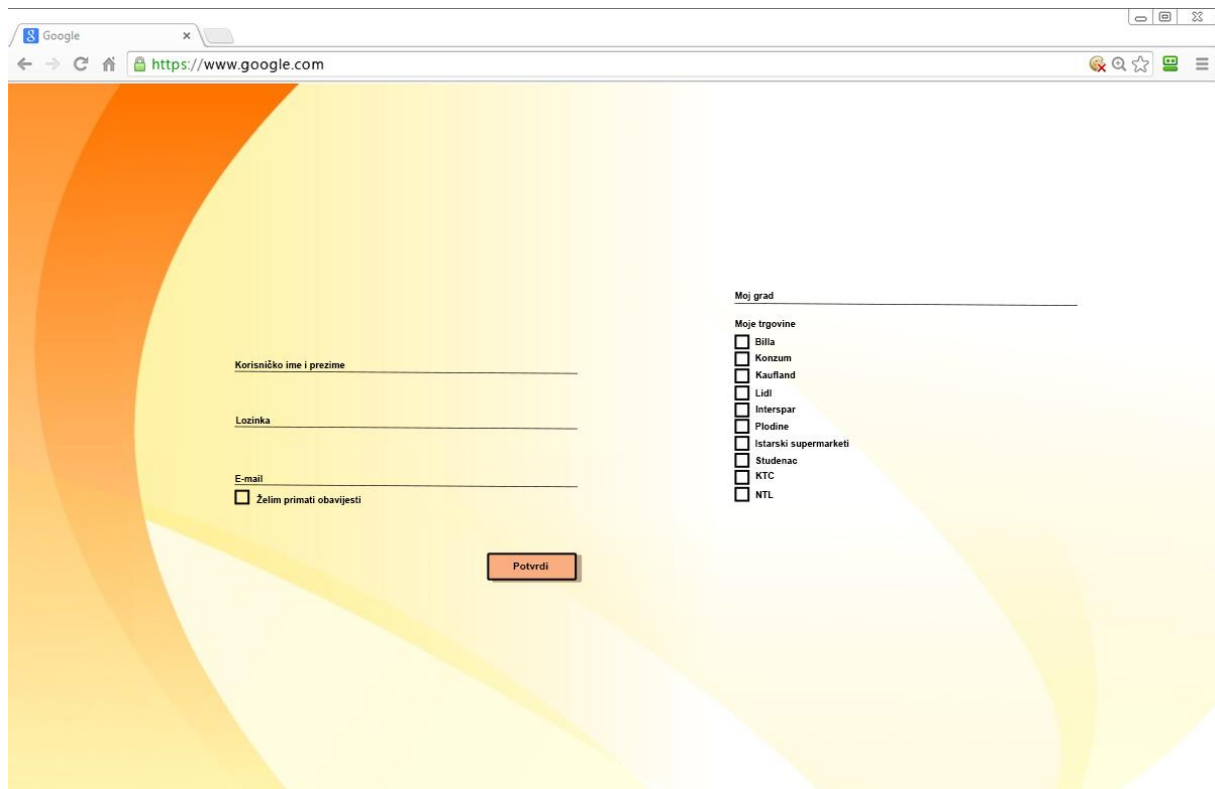 Google
https://www.google.com
Korisničko ime i prezime
Lozinka
E-mail
Želim primati obavijesti
Potvrdi
Moj grad
Moje trgovine
Billa
Konzum
Kaufland
Lidl
Interspar
Plodine
Istarski supermarketi
Studenac
KTC
NTL